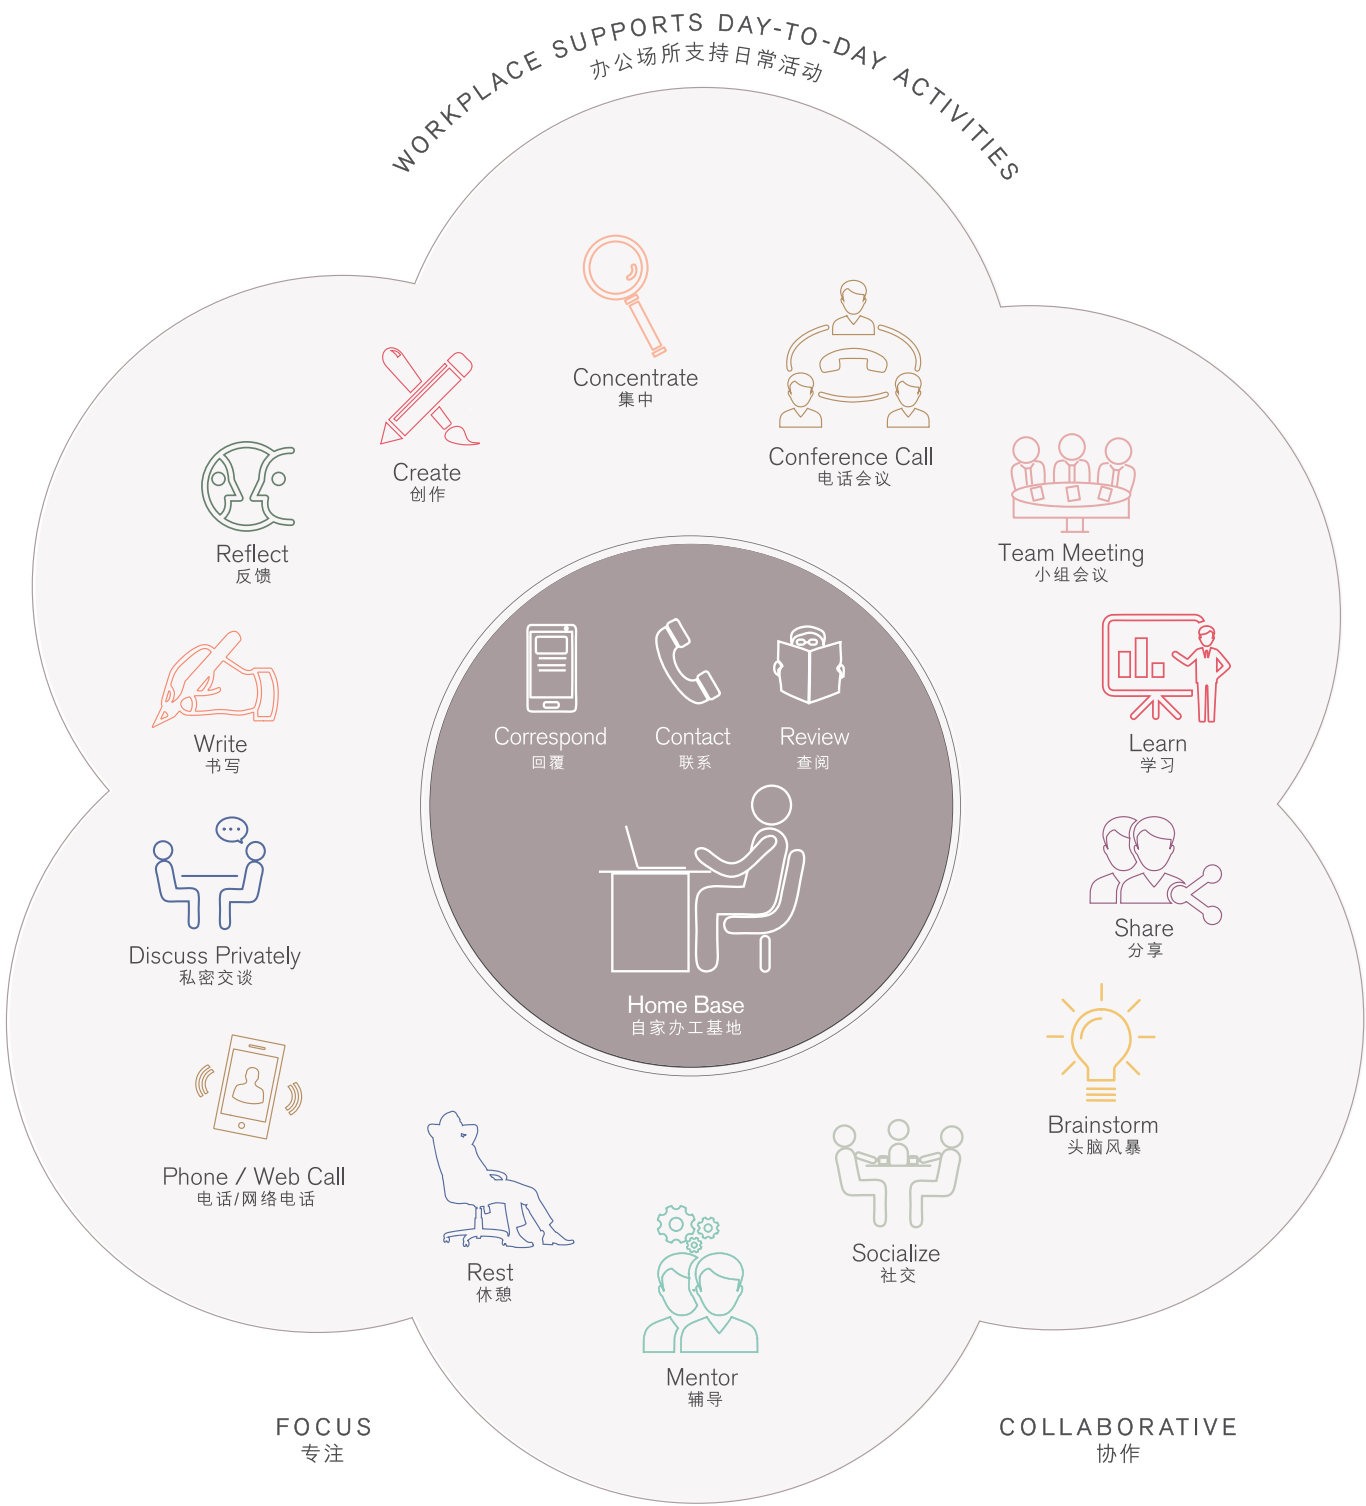 WORKPLACE SUPPORTS DAY-TO-DAY ACTIVITIES
办公场所支持日常活动
Concentrate
集中
Conference Call
电话会议
Create
创作
Team Meeting
小组会议
Reflect
反馈
Write
书写
Learn
学习
Correspond
回覆
Contact
联系
Review
查阅
Discuss Privately
私密交谈
Share
分享
Home Base
自家办工基地
Brainstorm
头脑风暴
Phone / Web Call
电话/网络电话
Rest
休憩
Socialize
社交
Mentor
辅导
FOCUS
专注
COLLABORATIVE
协作